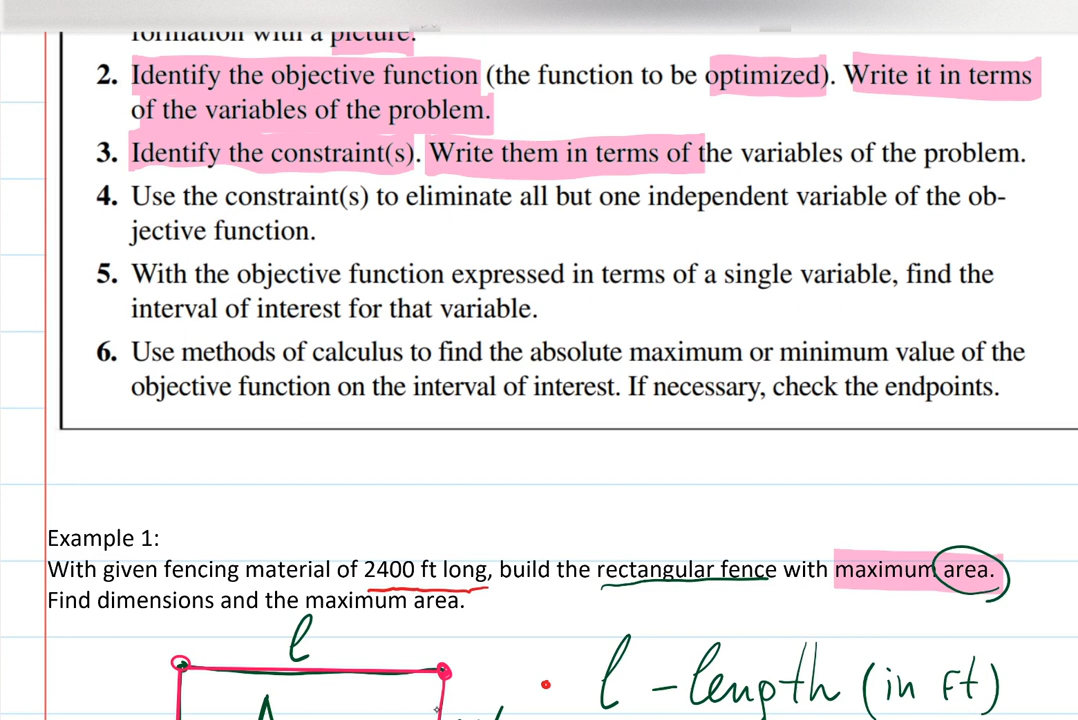 formation with a picture.
2. Identify the objective function (the function to be optimized). Write it in terms
of the variables of the problem.
3. Identify the constraint(s). Write them in terms of the variables of the problem.
4. Use the constraint(s) to eliminate all but one independent variable of the ob-
jective function.
5. With the objective function expressed in terms of a single variable, find the
interval of interest for that variable.
6. Use methods of calculus to find the absolute maximum or minimum value of the
objective function on the interval of interest. If necessary, check the endpoints.
Example 1:
With given fencing material of 2400 ft long, build the rectangular fence with maximum area.
Find dimensions and the maximum area.
l
l - length (in ft)